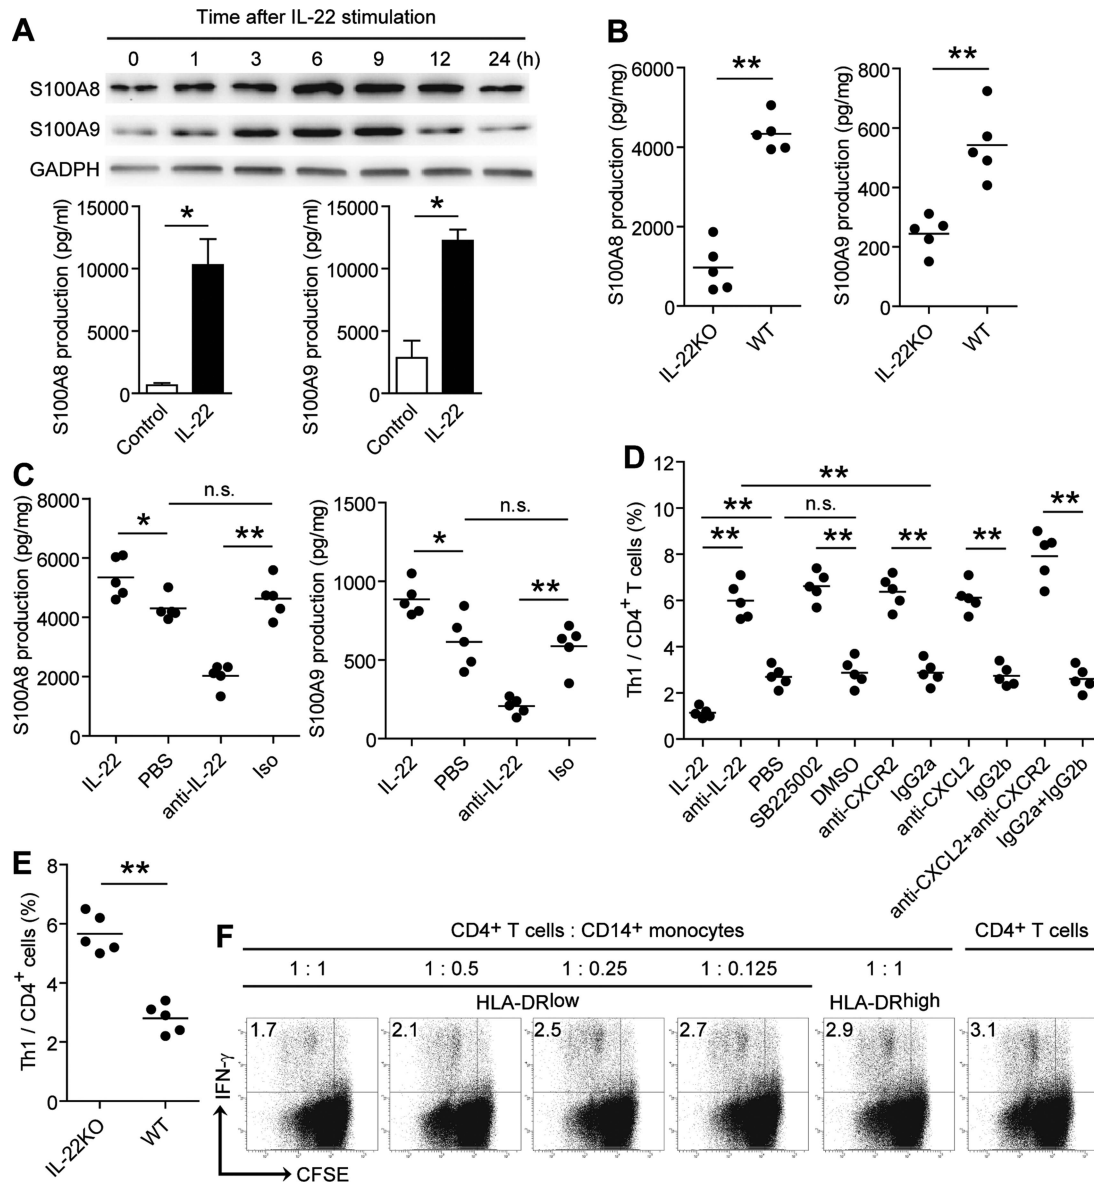 A
Time after IL-22 stimulation
0 1 3 6 9 12 24 (h)
S100A8
S100A9
GADPH
S100A8 production (pg/ml)
15000
10000
5000
0
Control
IL-22
*
S100A9 production (pg/ml)
15000
10000
5000
0
Control
IL-22
*
B
S100A8 production (pg/mg)
6000
4000
2000
0
**
IL-22KO
WT
S100A9 production (pg/mg)
800
600
400
200
0
**
IL-22KO
WT
C
S100A8 production (pg/mg)
8000
6000
4000
2000
0
n.s.
*
**
IL-22
PBS
anti-IL-22
Iso
S100A9 production (pg/mg)
1500
1000
500
0
n.s.
*
**
IL-22
PBS
anti-IL-22
Iso
D
Th1 / CD4+ T cells (%)
12
10
8
6
4
2
0
**
** n.s. **
** ** ** **
IL-22
anti-IL-22
PBS
SB225002
DMSO
anti-CXCR2
IgG2a
anti-CXCL2
IgG2b
anti-CXCL2+anti-CXCR2
IgG2a+IgG2b
E
Th1 / CD4+ cells (%)
8
6
4
2
0
**
IL-22KO
WT
F
CD4+ T cells : CD14+ monocytes
CD4+ T cells
1 : 1 1 : 0.5 1 : 0.25 1 : 0.125 1 : 1
HLA-DRlow
HLA-DRhigh
1.7 2.1 2.5 2.7 2.9 3.1
IFN-γ
CFSE